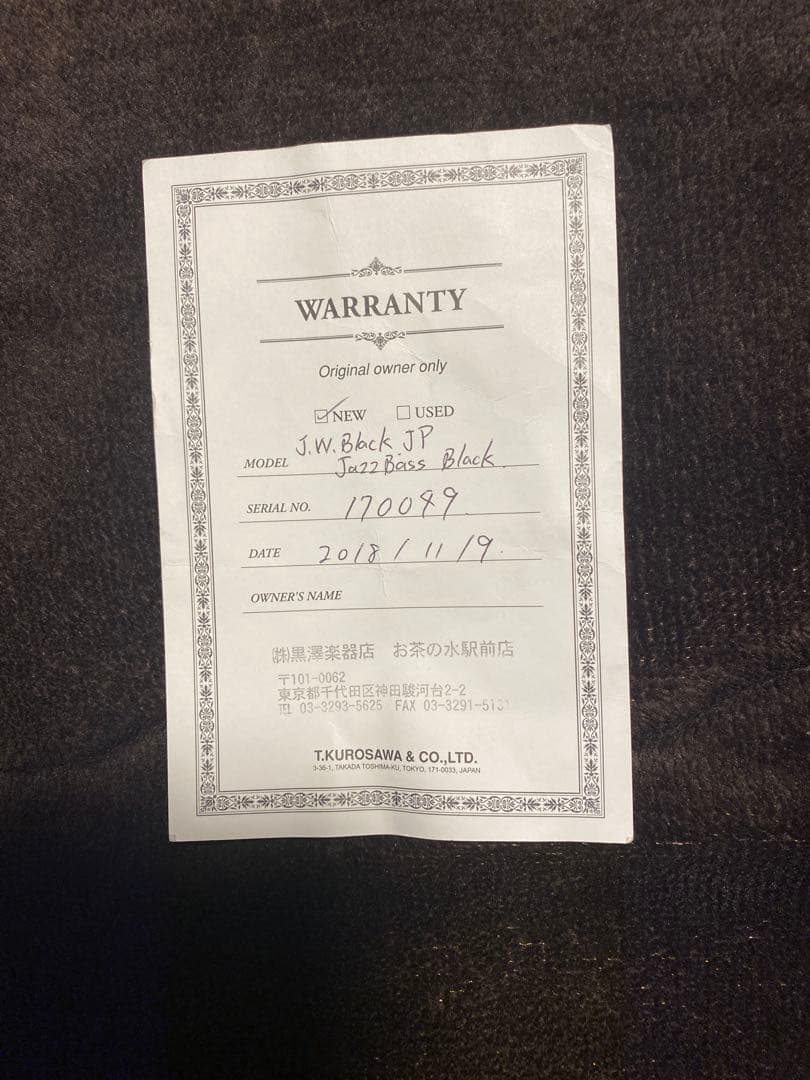 WARRANTY
Original owner only
NEW USED
MODEL J.W.Black JP
Jazz Bass Black
SERIAL NO. 170049
DATE 2018/11/9.
OWNER'S NAME
㈱黒澤楽器店 お茶の水駅前店
〒101-0062
東京都千代田区神田駿河台2-2
TEL 03-3293-5625 FAX 03-3291-5131
T.KUROSAWA & CO.,LTD.
3-36-1, TAKADA TOSHIMA-KU, TOKYO, 171-0033, JAPAN